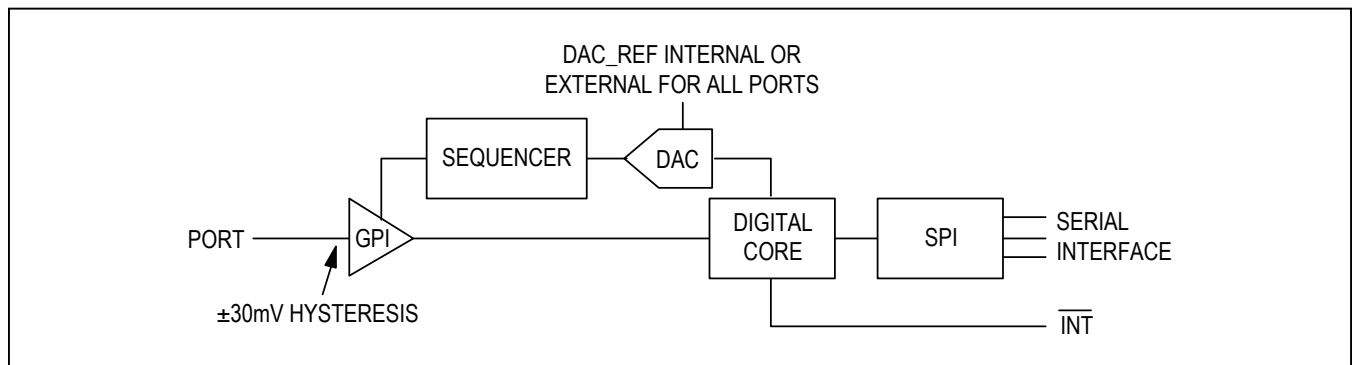 DAC_REF INTERNAL OR
EXTERNAL FOR ALL PORTS
SEQUENCER
DAC
PORT
GPI
DIGITAL
CORE
SPI
SERIAL
INTERFACE
±30mV HYSTERESIS
INT